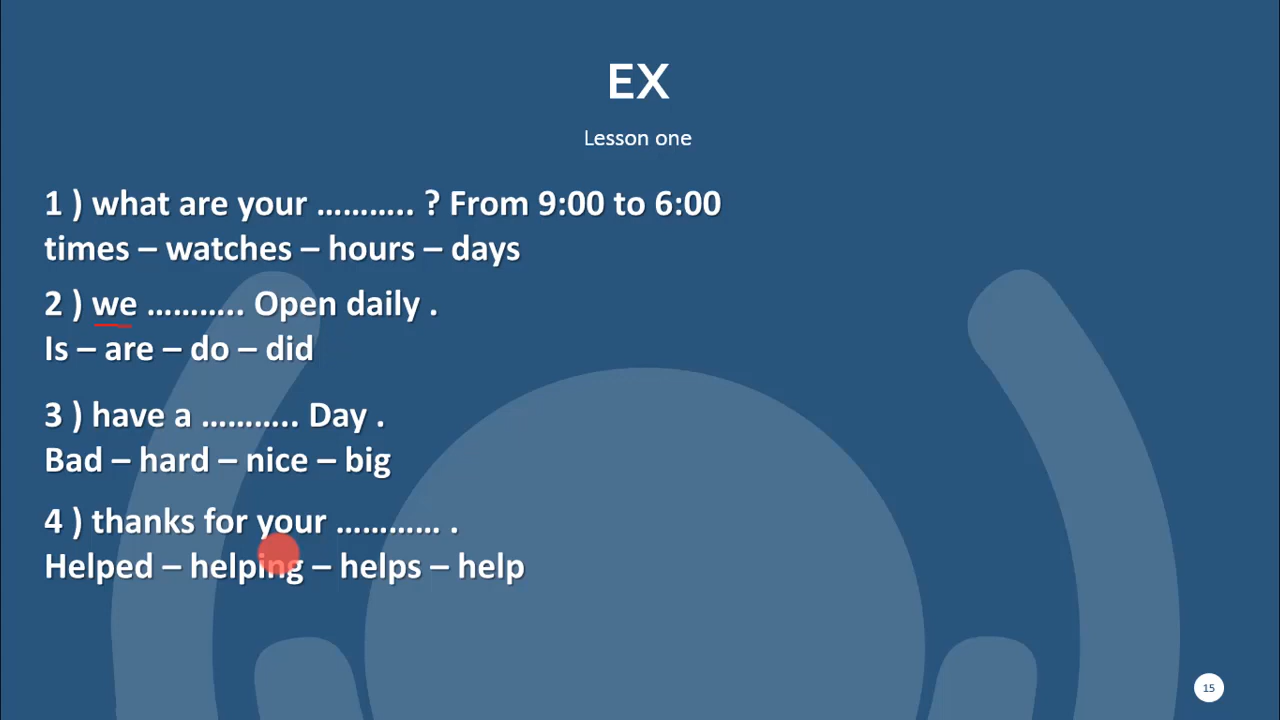 EX
Lesson one
1 ) what are your ……….. ? From 9:00 to 6:00
times – watches – hours – days
2 ) we ……….. Open daily .
Is – are – do – did
3 ) have a ……….. Day .
Bad – hard – nice – big
4 ) thanks for your …………. .
Helped – helping – helps – help
15